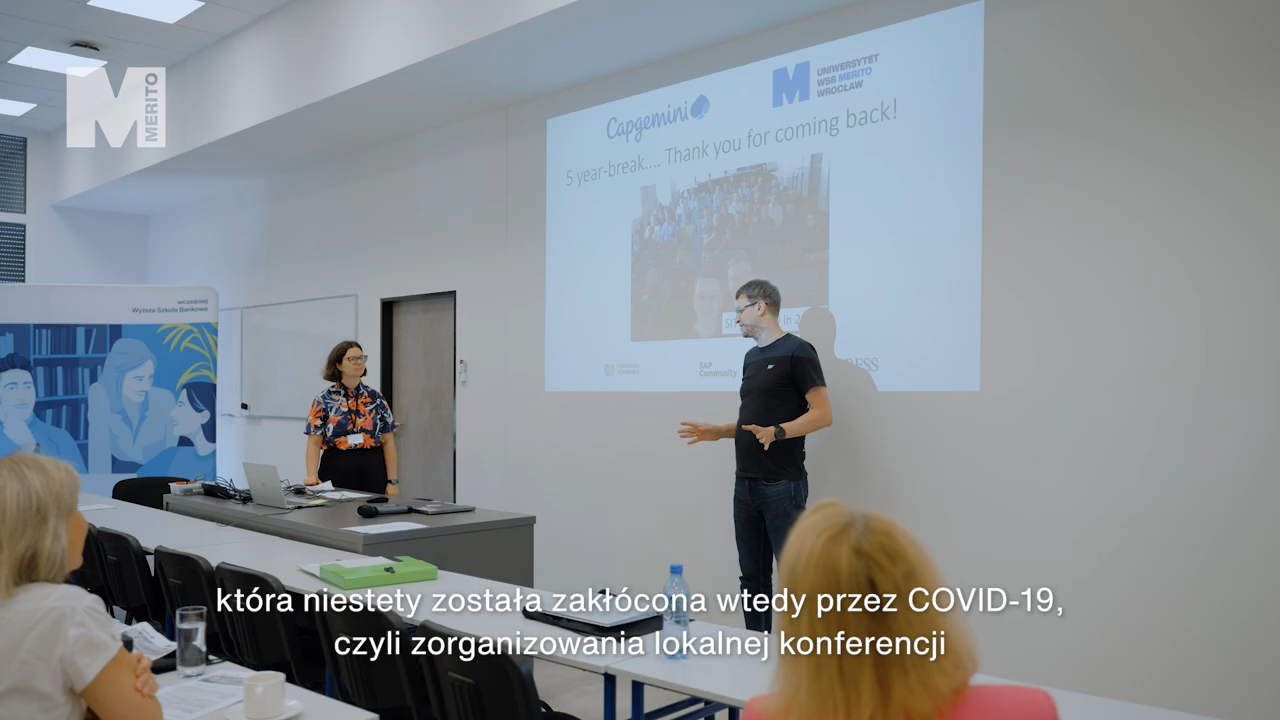 MERITO
Capgemini
UNIWERSYTET
WSB MERITO
WROCŁAW
5 year-break.... Thank you for coming back!
wcześniej
Wyższa Szkoła Bankowa
SAP
Community
która niestety została zakłócona wtedy przez COVID-19,
czyli zorganizowania lokalnej konferencji